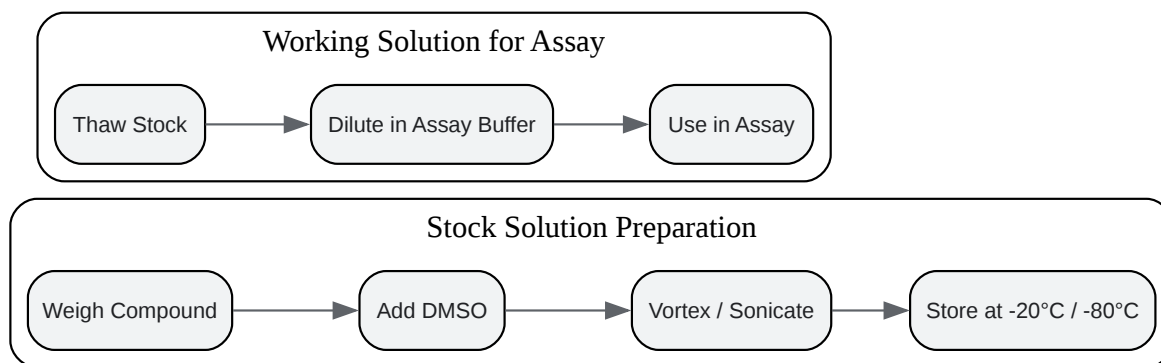 Working Solution for Assay
Thaw Stock
Dilute in Assay Buffer
Use in Assay
Stock Solution Preparation
Weigh Compound
Add DMSO
Vortex / Sonicate
Store at -20°C / -80°C